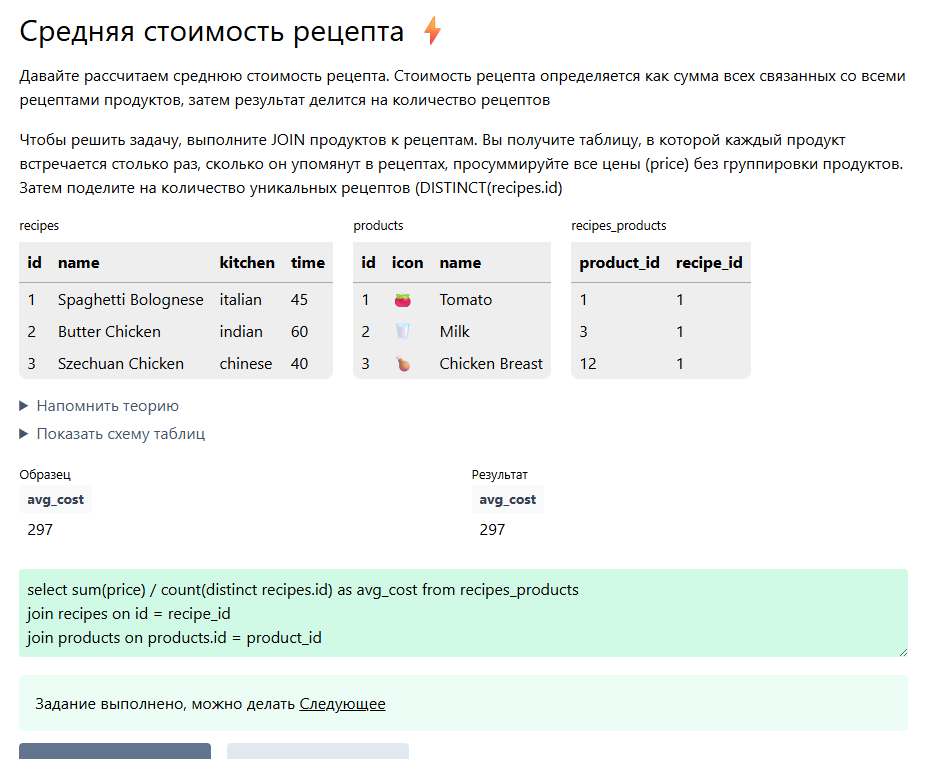 Средняя стоимость рецепта ⚡
Давайте рассчитаем среднюю стоимость рецепта. Стоимость рецепта определяется как сумма всех связанных со всеми
рецептами продуктов, затем результат делится на количество рецептов
Чтобы решить задачу, выполните JOIN продуктов к рецептам. Вы получите таблицу, в которой каждый продукт
встречается столько раз, сколько он упомянут в рецептах, просуммируйте все цены (price) без группировки продуктов.
Затем поделите на количество уникальных рецептов (DISTINCT(recipes.id)
recipes
id name kitchen time
1 Spaghetti Bolognese italian 45
2 Butter Chicken indian 60
3 Szechuan Chicken chinese 40
products
id icon name
1 🍅 Tomato
2 🥛 Milk
3 🍗 Chicken Breast
recipes_products
product_id recipe_id
1 1
3 1
12 1
Напомнить теорию
Показать схему таблиц
Образец
avg_cost
297
Результат
avg_cost
297
select sum(price) / count(distinct recipes.id) as avg_cost from recipes_products
join recipes on id = recipe_id
join products on products.id = product_id
Задание выполнено, можно делать Следующее